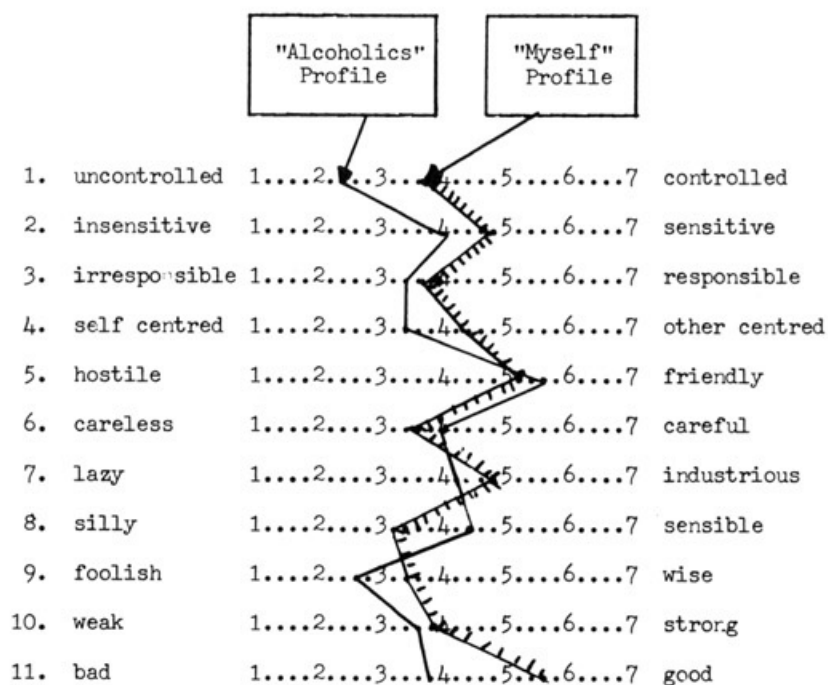 "Alcoholics" Profile
"Myself" Profile
1. uncontrolled 1....2....3....4....5....6....7 controlled
2. insensitive 1....2....3....4....5....6....7 sensitive
3. irresponsible 1....2....3....4....5....6....7 responsible
4. self centred 1....2....3....4....5....6....7 other centred
5. hostile 1....2....3....4....5....6....7 friendly
6. careless 1....2....3....4....5....6....7 careful
7. lazy 1....2....3....4....5....6....7 industrious
8. silly 1....2....3....4....5....6....7 sensible
9. foolish 1....2....3....4....5....6....7 wise
10. weak 1....2....3....4....5....6....7 strong
11. bad 1....2....3....4....5....6....7 good